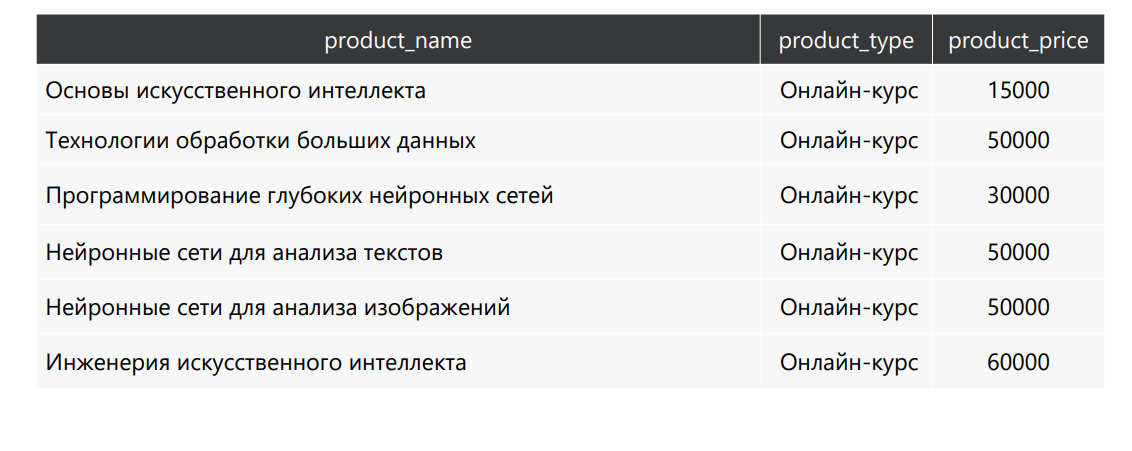 product_name product_type product_price
Основы искусственного интеллекта Онлайн-курс 15000
Технологии обработки больших данных Онлайн-курс 50000
Программирование глубоких нейронных сетей Онлайн-курс 30000
Нейронные сети для анализа текстов Онлайн-курс 50000
Нейронные сети для анализа изображений Онлайн-курс 50000
Инженерия искусственного интеллекта Онлайн-курс 60000